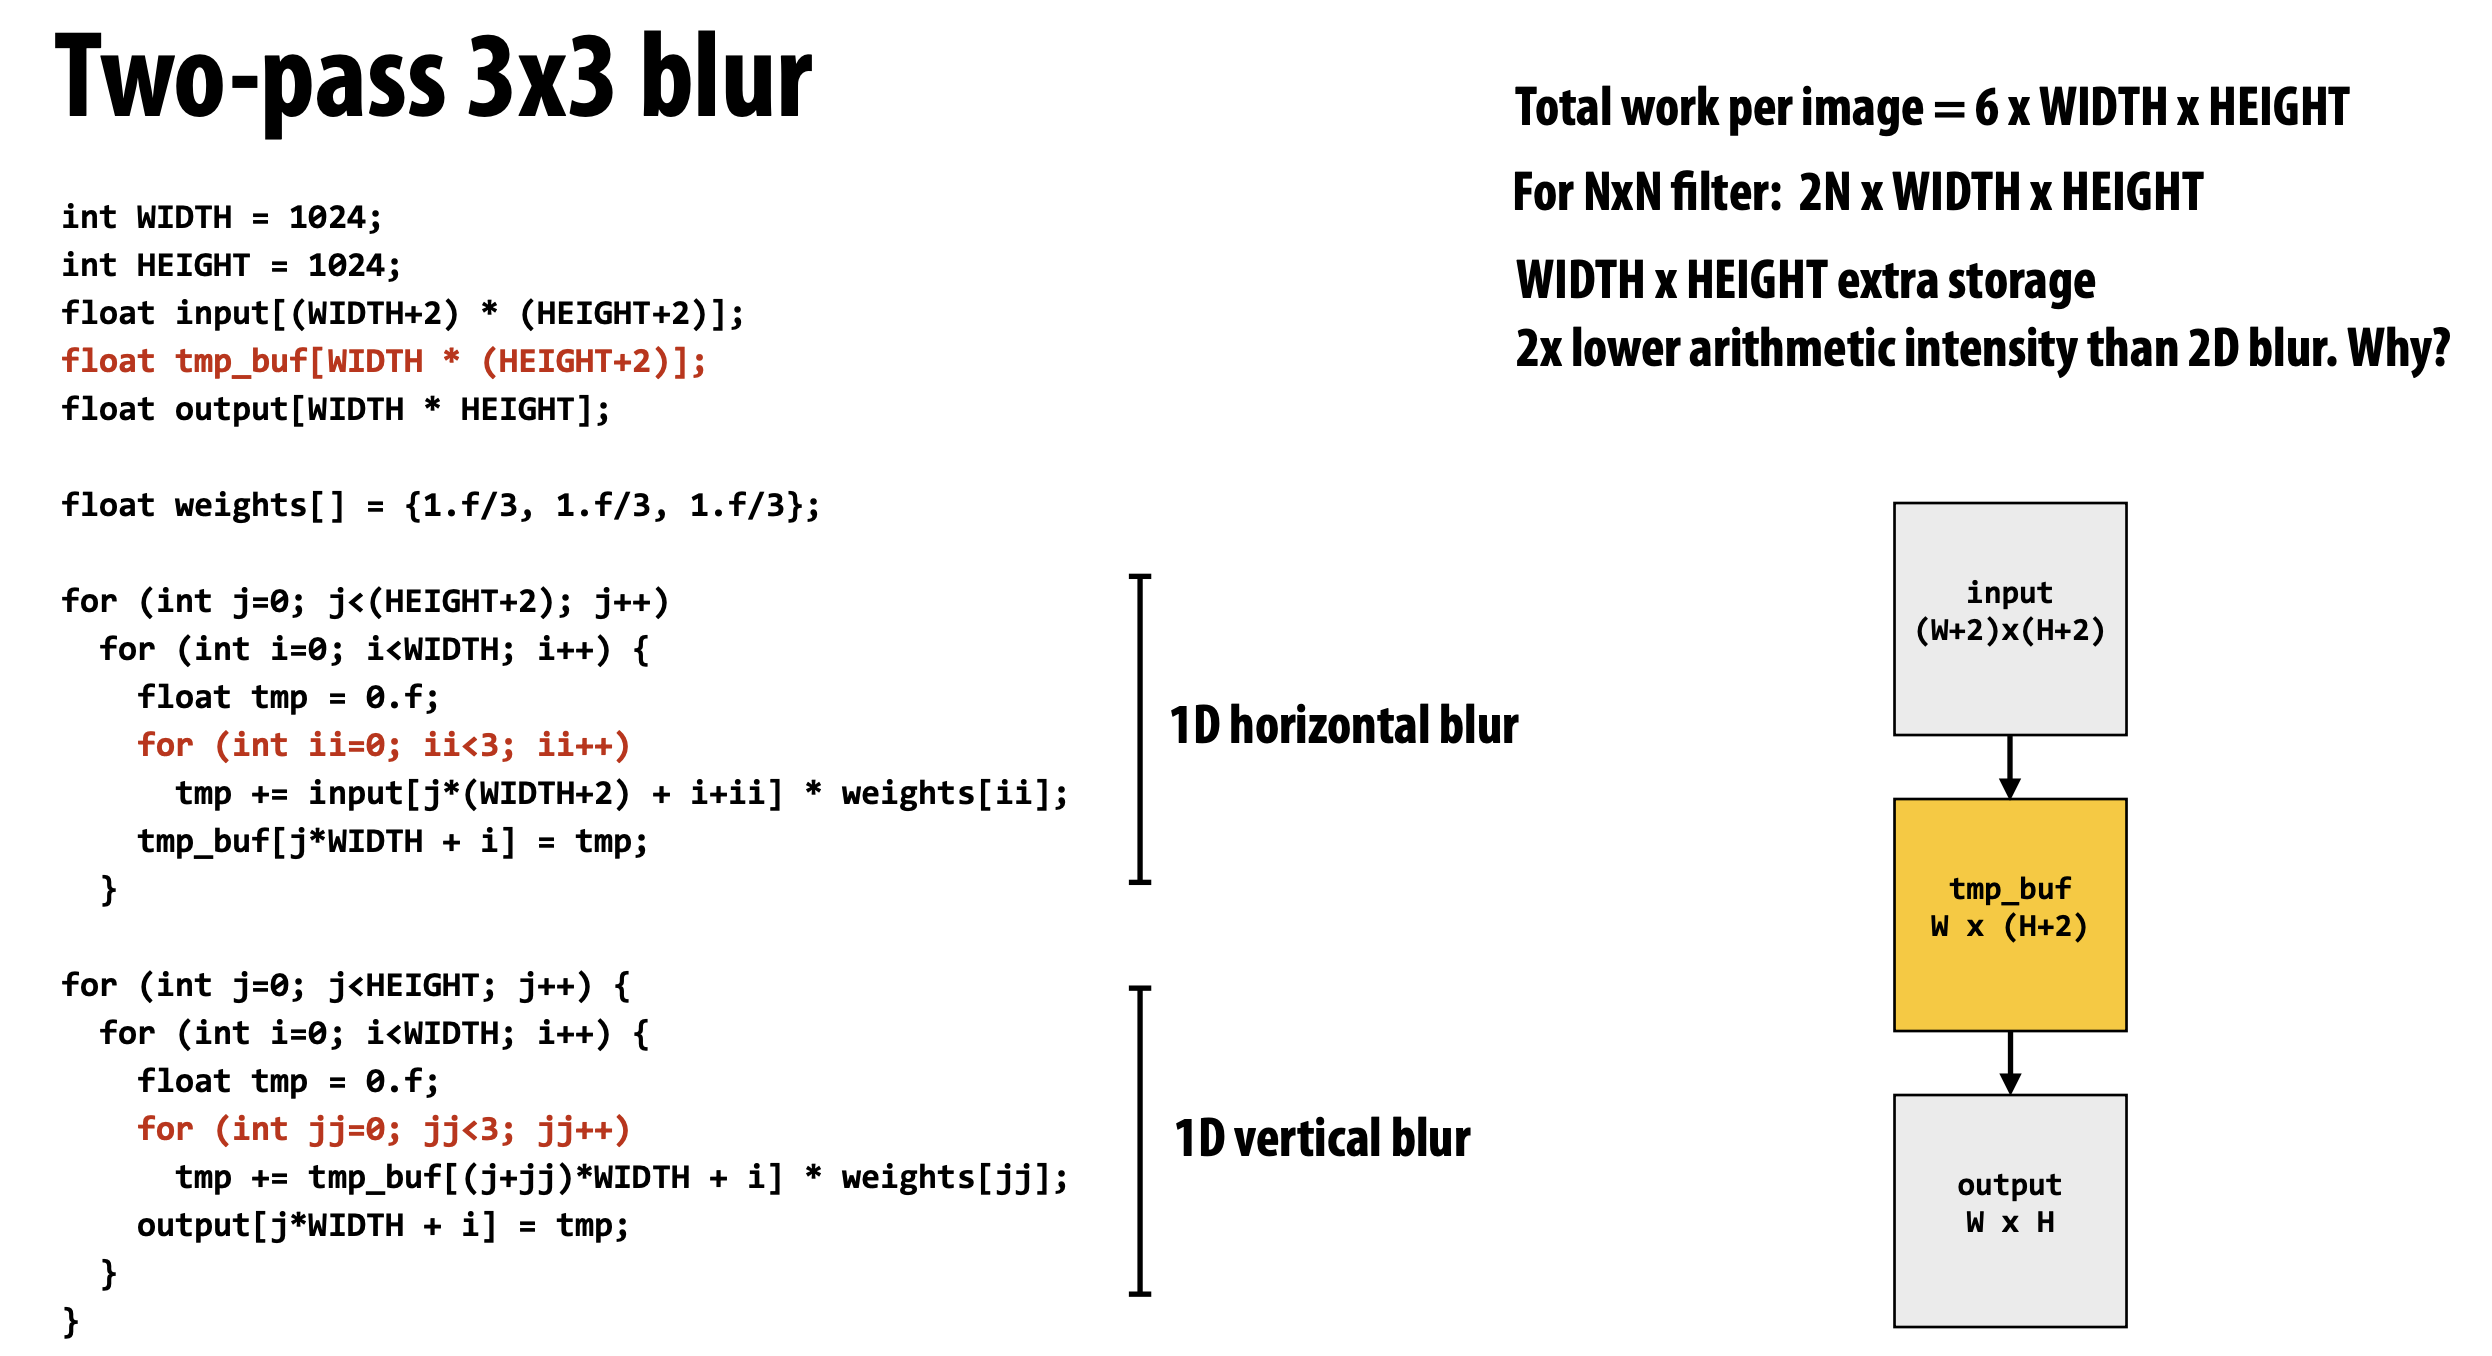 Two-pass 3x3 blur
int WIDTH = 1024;
int HEIGHT = 1024;
float input[(WIDTH+2) * (HEIGHT+2)];
float tmp_buf[WIDTH * (HEIGHT+2)];
float output[WIDTH * HEIGHT];
float weights[] = {1.f/3, 1.f/3, 1.f/3};
for (int j=0; j<(HEIGHT+2); j++)
  for (int i=0; i<WIDTH; i++) {
    float tmp = 0.f;
    for (int ii=0; ii<3; ii++)
      tmp += input[j*(WIDTH+2) + i+ii] * weights[ii];
    tmp_buf[j*WIDTH + i] = tmp;
  }
for (int j=0; j<HEIGHT; j++) {
  for (int i=0; i<WIDTH; i++) {
    float tmp = 0.f;
    for (int jj=0; jj<3; jj++)
      tmp += tmp_buf[(j+jj)*WIDTH + i] * weights[jj];
    output[j*WIDTH + i] = tmp;
  }
}
1D horizontal blur
1D vertical blur
Total work per image = 6 x WIDTH x HEIGHT
For NxN filter: 2N x WIDTH x HEIGHT
WIDTH x HEIGHT extra storage
2x lower arithmetic intensity than 2D blur. Why?
input
(W+2)x(H+2)
tmp_buf
W x (H+2)
output
W x H